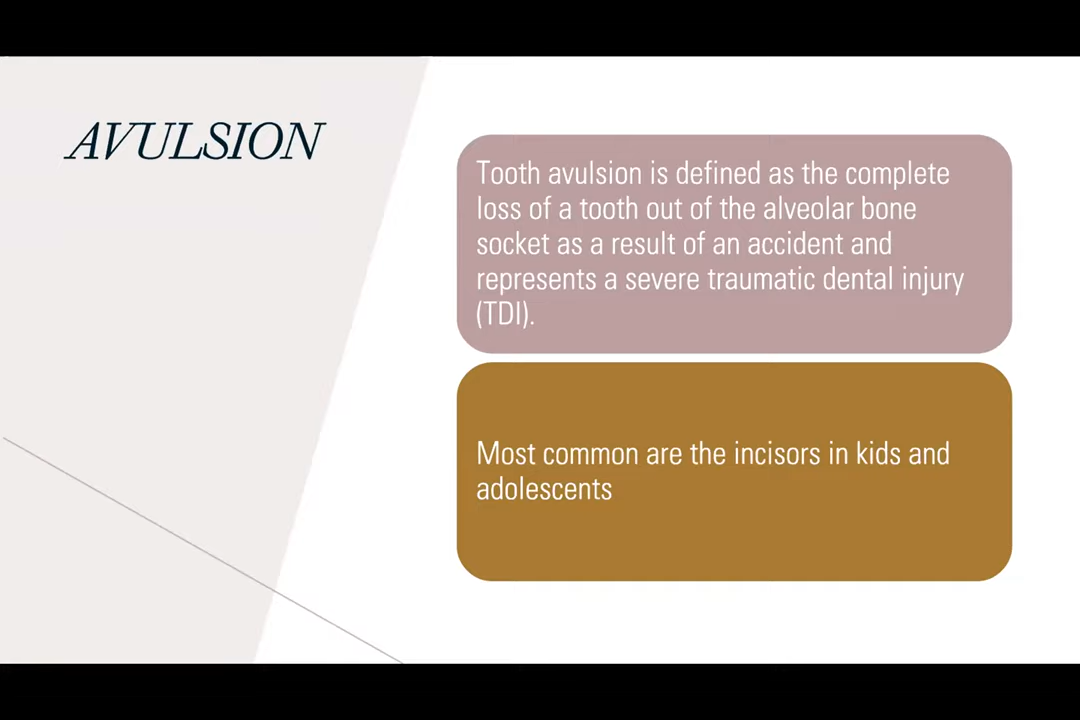 AVULSION
Tooth avulsion is defined as the complete
loss of a tooth out of the alveolar bone
socket as a result of an accident and
represents a severe traumatic dental injury
(TDI).
Most common are the incisors in kids and
adolescents